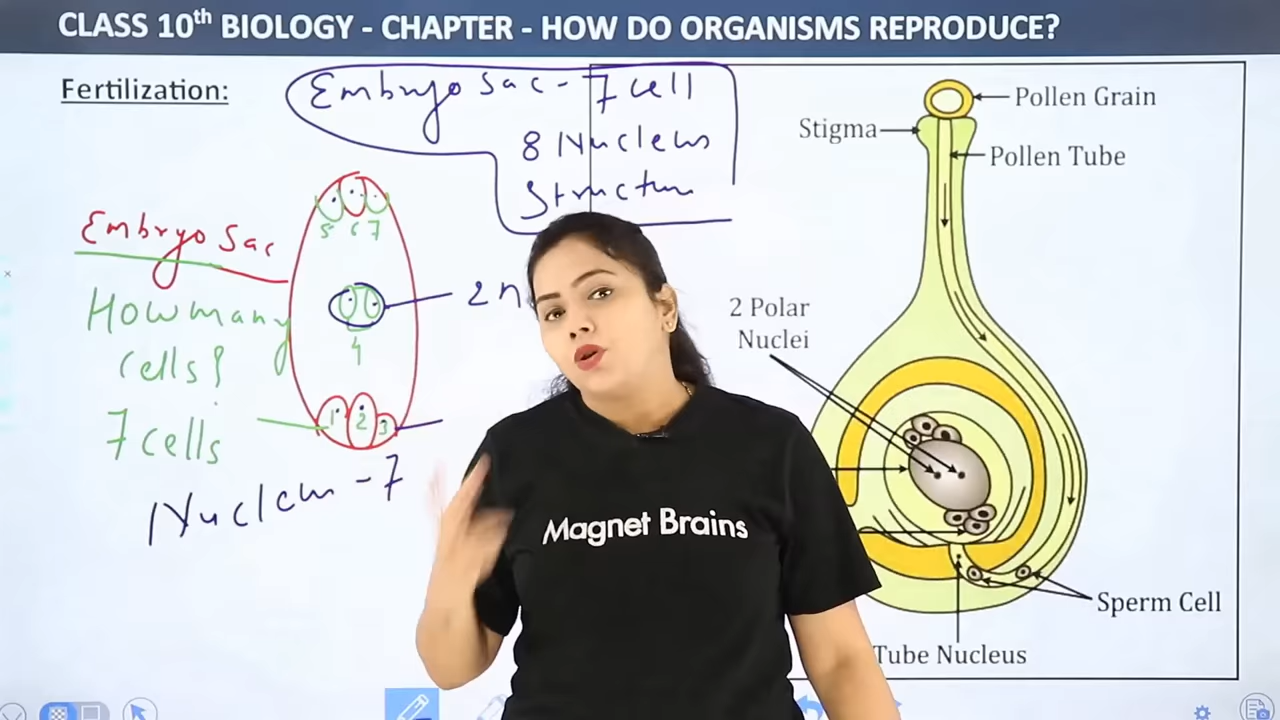 CLASS 10th BIOLOGY - CHAPTER - HOW DO ORGANISMS REPRODUCE?
Fertilization:
Embryo Sac - 7 cell
8 Nucleus
Structure
Embryo Sac
How many
cells?
7 cells
Nucleus - 7
5 6 7
4
1 2 3
2n
Pollen Grain
Stigma
Pollen Tube
2 Polar
Nuclei
Sperm Cell
Tube Nucleus
Magnet Brains